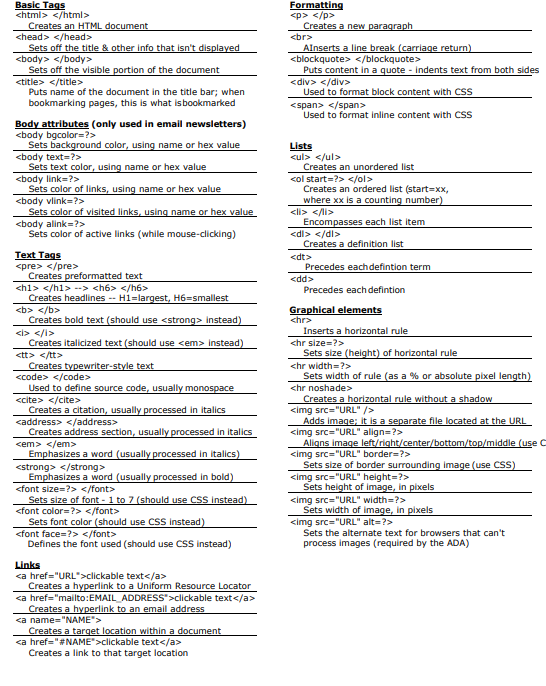 Basic Tags
<html> </html>
Creates an HTML document
<head> </head>
Sets off the title & other info that isn't displayed
<body> </body>
Sets off the visible portion of the document
<title> </title>
Puts name of the document in the title bar; when
bookmarking pages, this is what isbookmarked
Body attributes (only used in email newsletters)
<body bgcolor=?>
Sets background color, using name or hex value
<body text=?>
Sets text color, using name or hex value
<body link=?>
Sets color of links, using name or hex value
<body vlink=?>
Sets color of visited links, using name or hex value
<body alink=?>
Sets color of active links (while mouse-clicking)
Text Tags
<pre> </pre>
Creates preformatted text
<h1> </h1> --> <h6> </h6>
Creates headlines -- H1=largest, H6=smallest
<b> </b>
Creates bold text (should use <strong> instead)
<i> </i>
Creates italicized text (should use <em> instead)
<tt> </tt>
Creates typewriter-style text
<code> </code>
Used to define source code, usually monospace
<cite> </cite>
Creates a citation, usually processed in italics
<address> </address>
Creates address section, usually processed in italics
<em> </em>
Emphasizes a word (usually processed in italics)
<strong> </strong>
Emphasizes a word (usually processed in bold)
<font size=?> </font>
Sets size of font - 1 to 7 (should use CSS instead)
<font color=?> </font>
Sets font color (should use CSS instead)
<font face=?> </font>
Defines the font used (should use CSS instead)
Links
<a href="URL">clickable text</a>
Creates a hyperlink to a Uniform Resource Locator
<a href="mailto:EMAIL_ADDRESS">clickable text</a>
Creates a hyperlink to an email address
<a name="NAME">
Creates a target location within a document
<a href="#NAME">clickable text</a>
Creates a link to that target location
Formatting
<p> </p>
Creates a new paragraph
<br>
AInserts a line break (carriage return)
<blockquote> </blockquote>
Puts content in a quote - indents text from both sides
<div> </div>
Used to format block content with CSS
<span> </span>
Used to format inline content with CSS
Lists
<ul> </ul>
Creates an unordered list
<ol start=?> </ol>
Creates an ordered list (start=xx,
where xx is a counting number)
<li> </li>
Encompasses each list item
<dl> </dl>
Creates a definition list
<dt>
Precedes eachdefintion term
<dd>
Precedes eachdefintion
Graphical elements
<hr>
Inserts a horizontal rule
<hr size=?>
Sets size (height) of horizontal rule
<hr width=?>
Sets width of rule (as a % or absolute pixel length)
<hr noshade>
Creates a horizontal rule without a shadow
<img src="URL" />
Adds image; it is a separate file located at the URL
<img src="URL" align=?>
Aligns image left/right/center/bottom/top/middle (use C
<img src="URL" border=?>
Sets size of border surrounding image (use CSS)
<img src="URL" height=?>
Sets height of image, in pixels
<img src="URL" width=?>
Sets width of image, in pixels
<img src="URL" alt=?>
Sets the alternate text for browsers that can't
process images (required by the ADA)